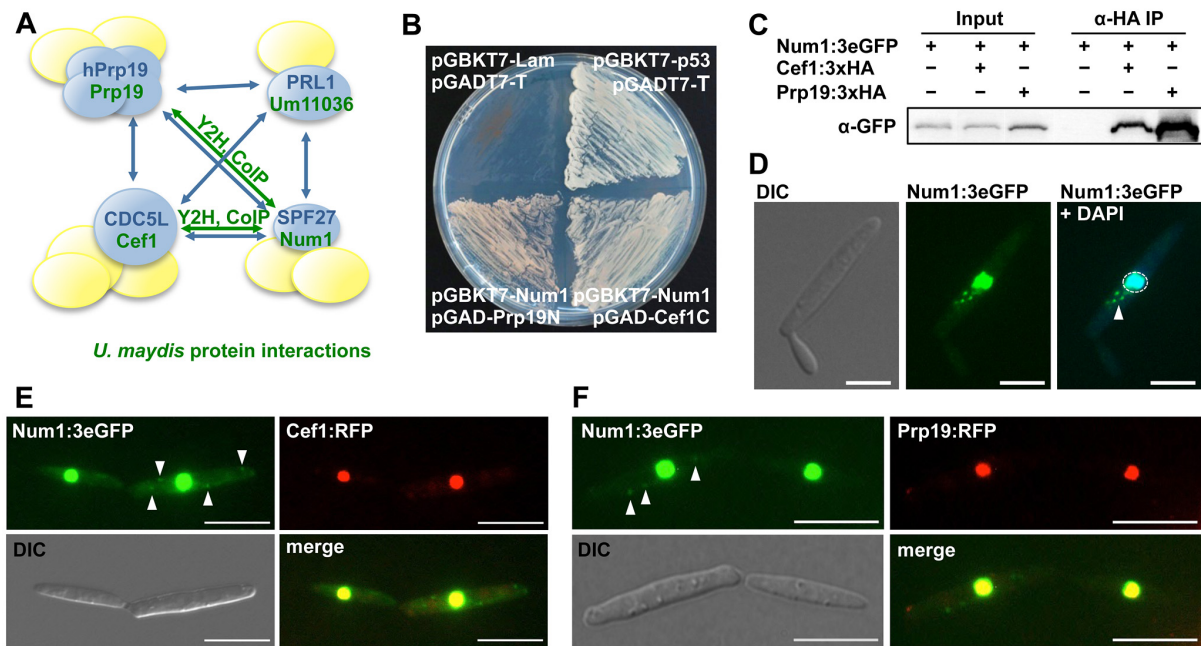 A
hPrp19
Prp19
PRL1
Um11036
Y2H, CoIP
CDC5L
Cef1
Y2H, CoIP
SPF27
Num1
U. maydis protein interactions
B
pGBKT7-Lam
pGADT7-T
pGBKT7-p53
pGADT7-T
pGBKT7-Num1
pGAD-Prp19N
pGBKT7-Num1
pGAD-Cef1C
C
Input α-HA IP
Num1:3eGFP + + + + + +
Cef1:3xHA – + – – + –
Prp19:3xHA – – + – – +
α-GFP
D
DIC
Num1:3eGFP
Num1:3eGFP
+ DAPI
E
Num1:3eGFP
Cef1:RFP
DIC
merge
F
Num1:3eGFP
Prp19:RFP
DIC
merge